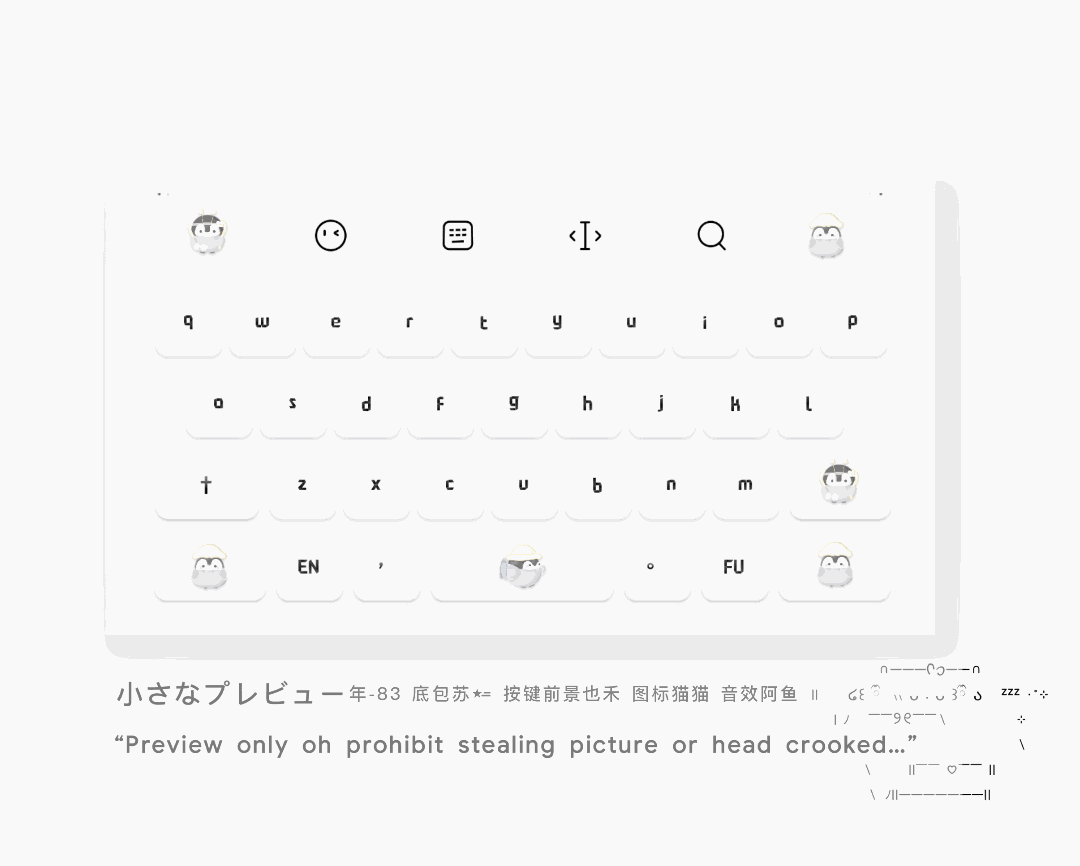 q w e r t y u i o p
a s d f g h j k l
z x c v b n m
EN , 。 FU
小さなプレビュー年-83 底包苏⭑≈ 按键前景也禾 图标猫猫 音效阿鱼 ॥
zzz
“Preview only oh prohibit stealing picture or head crooked...”